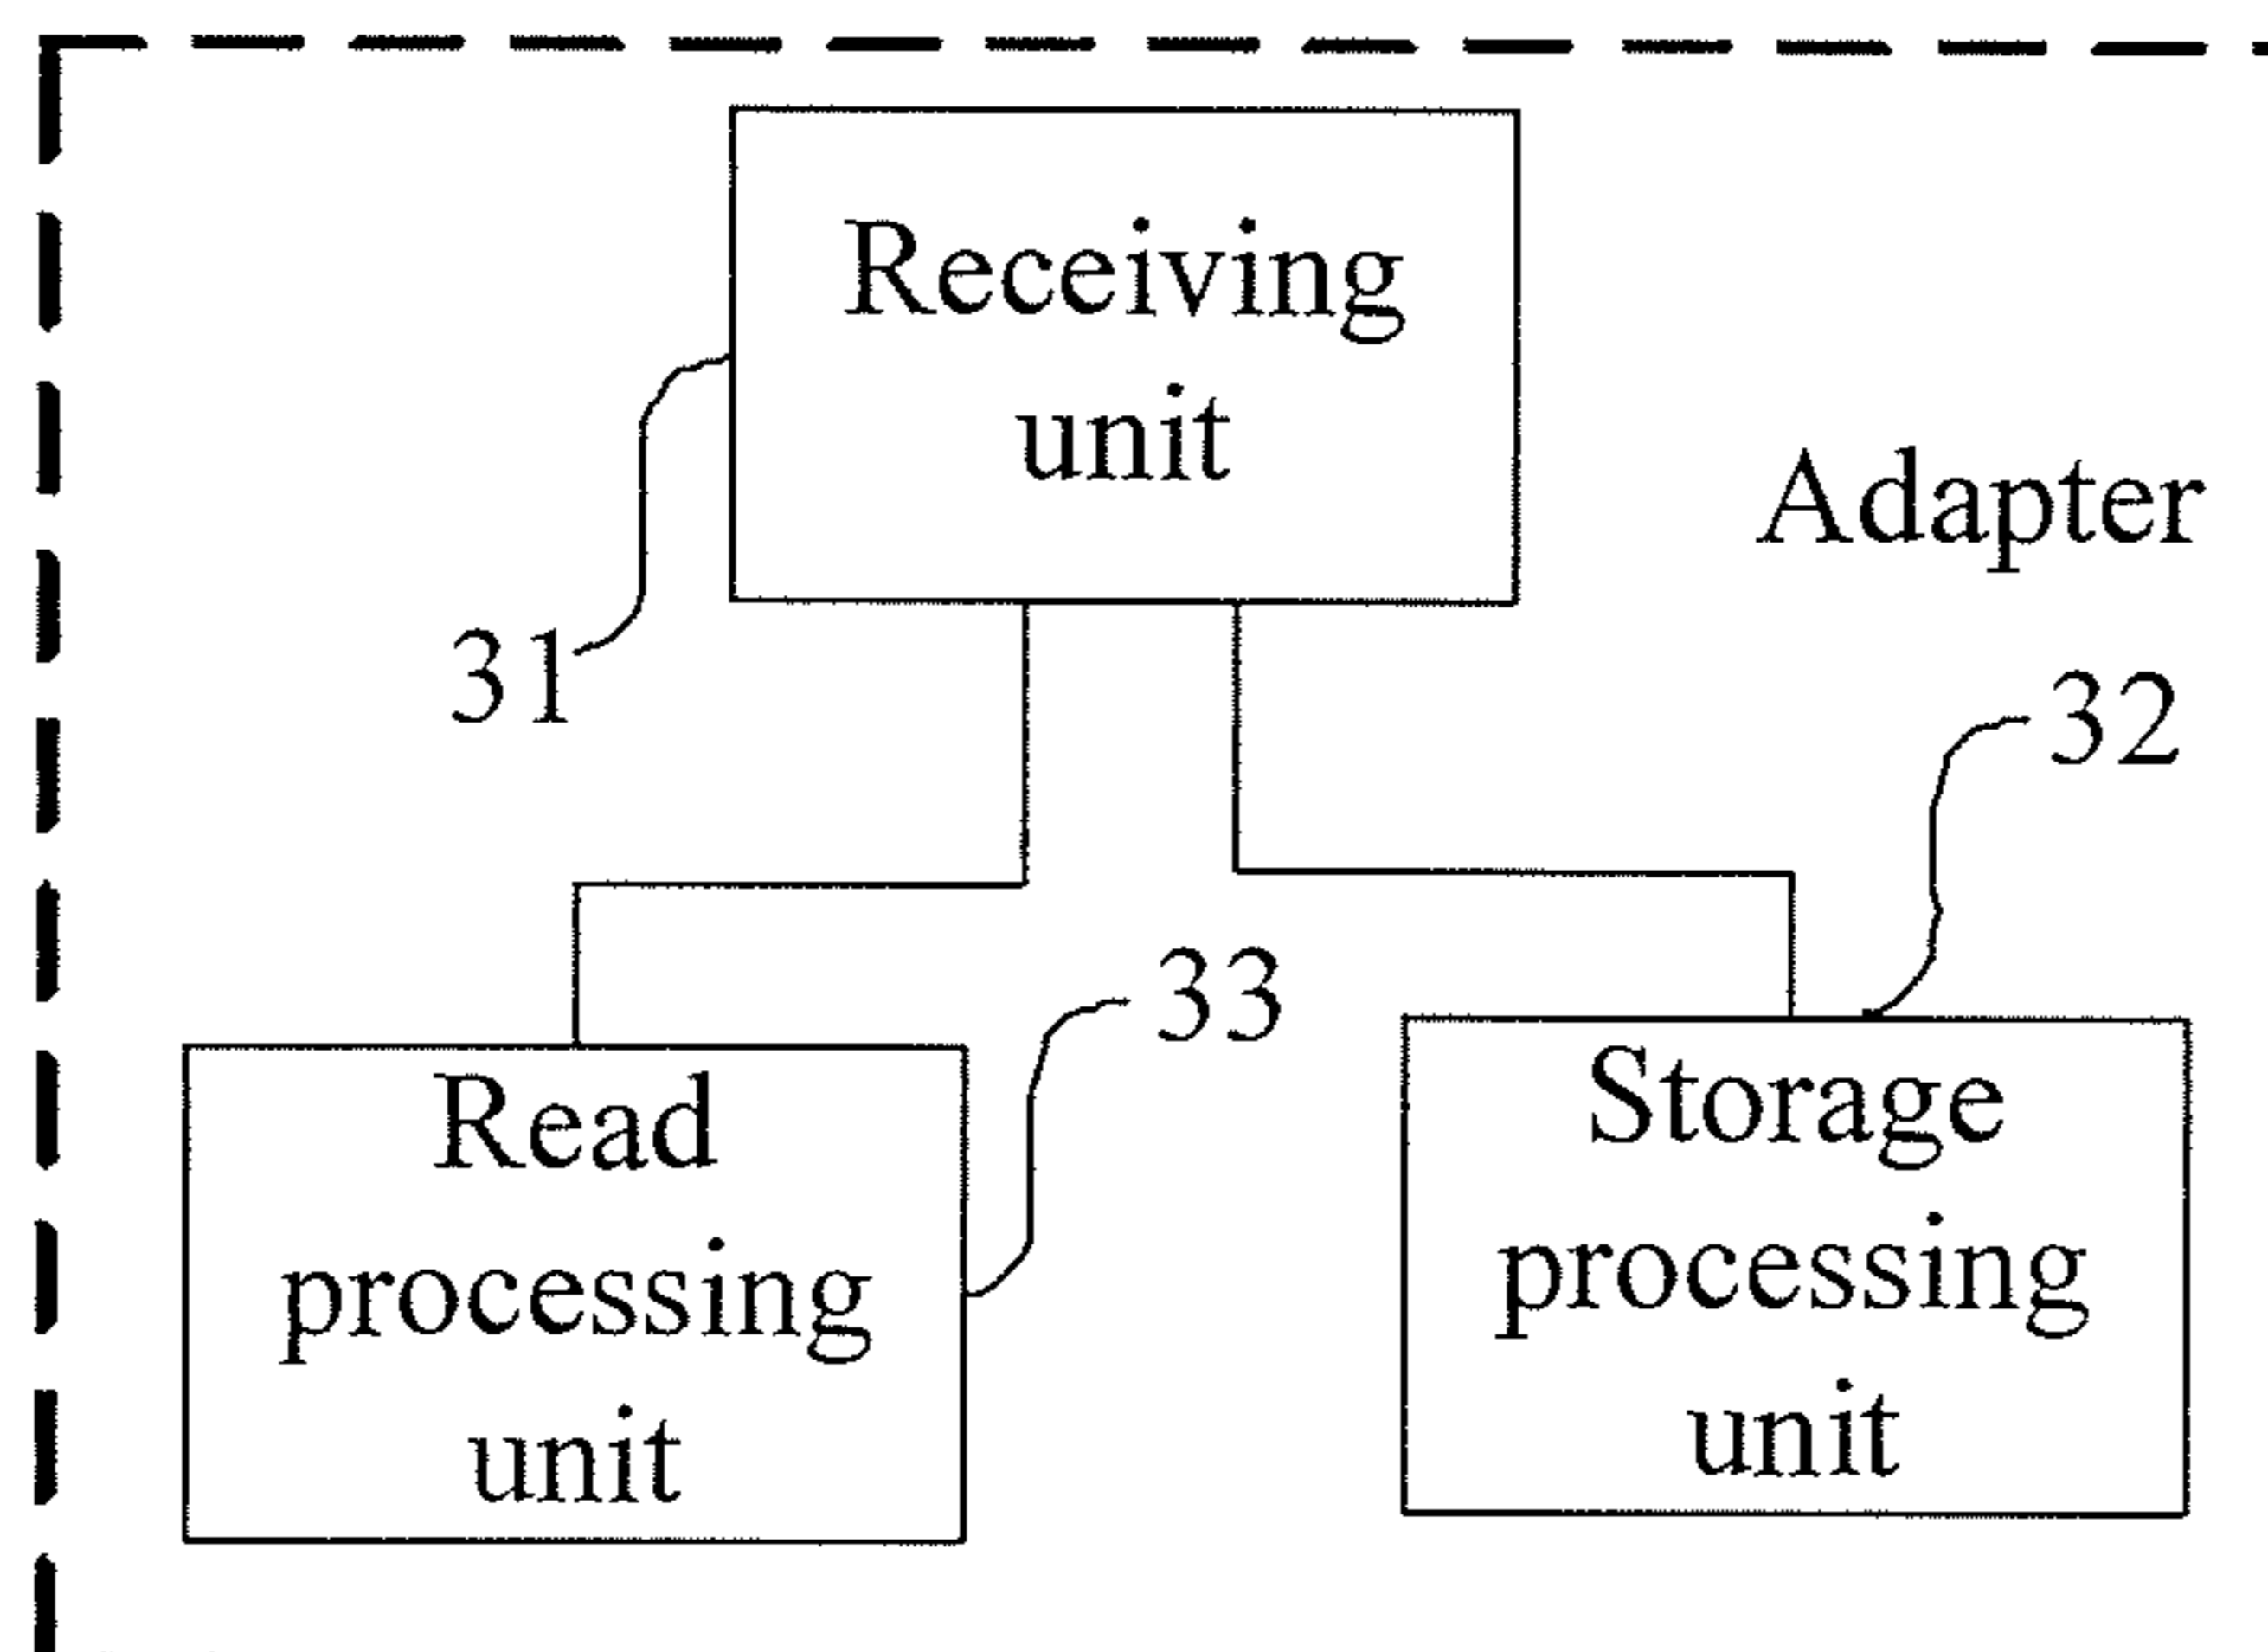 Receiving
unit
Adapter
31
32
33
Read
processing
unit
Storage
processing
unit